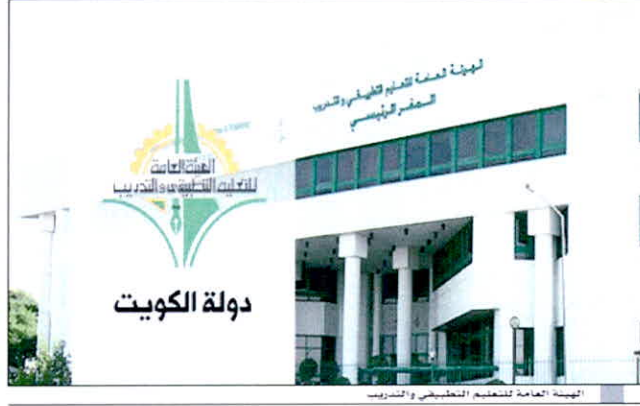 الهيئة العامة للتعليم التطبيقي والتدريب
المقر الرئيسي
الهيئة العامة
للتعليم التطبيقي والتدريب
دولة الكويت
الهيئة العامة للتعليم التطبيقي والتدريب